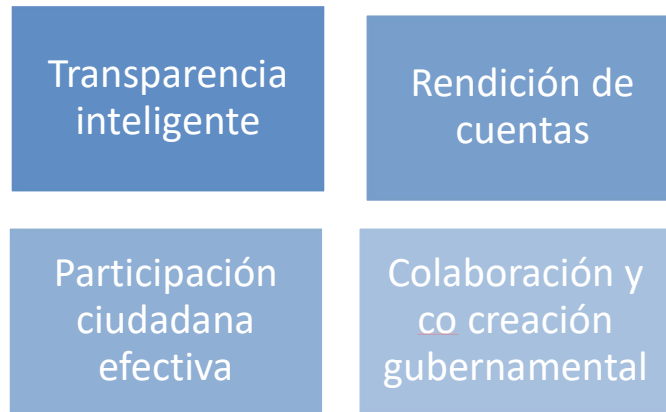 Transparencia
inteligente
Rendición de
cuentas
Participación
ciudadana
efectiva
Colaboración y
co creación
gubernamental